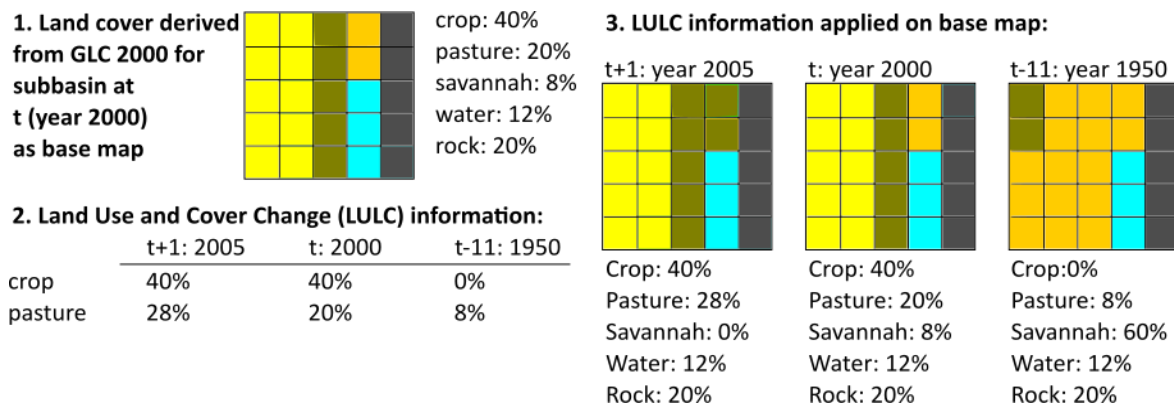 1. Land cover derived
from GLC 2000 for
subbasin at
t (year 2000)
as base map
crop: 40%
pasture: 20%
savannah: 8%
water: 12%
rock: 20%
2. Land Use and Cover Change (LULC) information:
t+1: 2005 t: 2000 t-11: 1950
crop 40% 40% 0%
pasture 28% 20% 8%
3. LULC information applied on base map:
t+1: year 2005 t: year 2000 t-11: year 1950
Crop: 40% Crop: 40% Crop:0%
Pasture: 28% Pasture: 20% Pasture: 8%
Savannah: 0% Savannah: 8% Savannah: 60%
Water: 12% Water: 12% Water: 12%
Rock: 20% Rock: 20% Rock: 20%